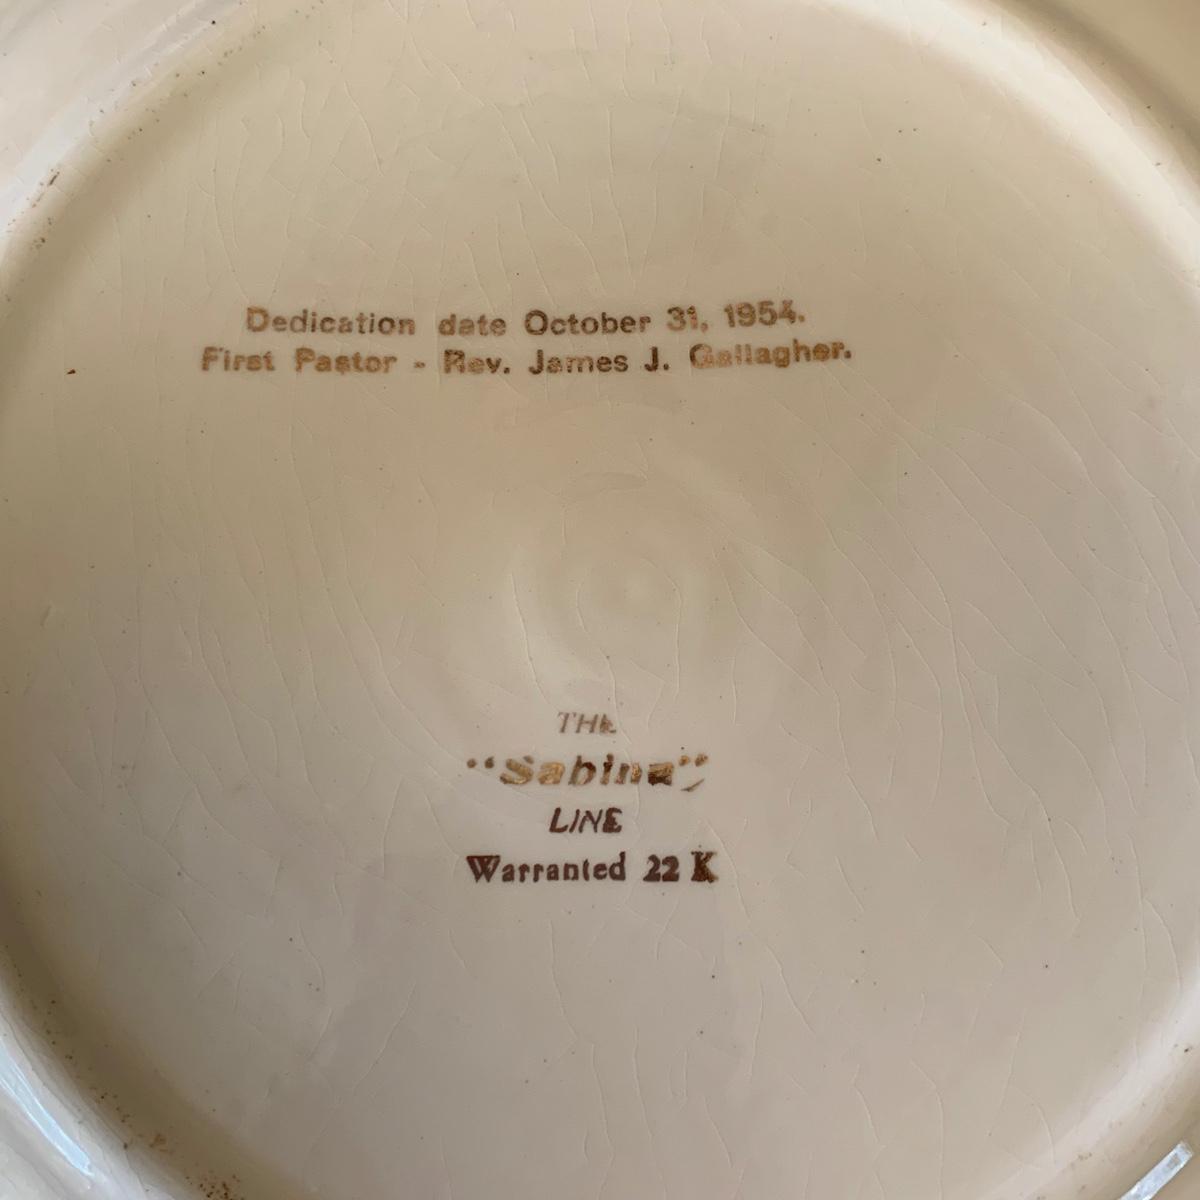 Dedication date October 31, 1954.
First Pastor - Rev. James J. Gallagher.
THE
"Sabina"
LINE
Warranted 22 K